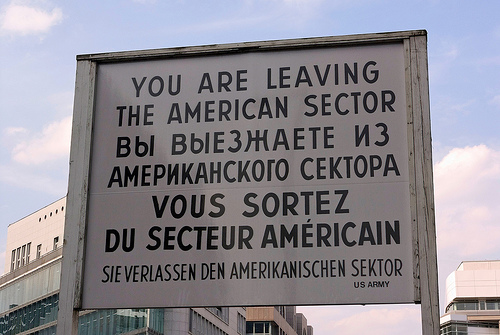 YOU ARE LEAVING
THE AMERICAN SECTOR
ВЫ ВЫЕЗЖАЕТЕ ИЗ
АМЕРИКАНСКОГО СЕКТОРА
VOUS SORTEZ
DU SECTEUR AMÉRICAIN
SIE VERLASSEN DEN AMERIKANISCHEN SEKTOR
US ARMY